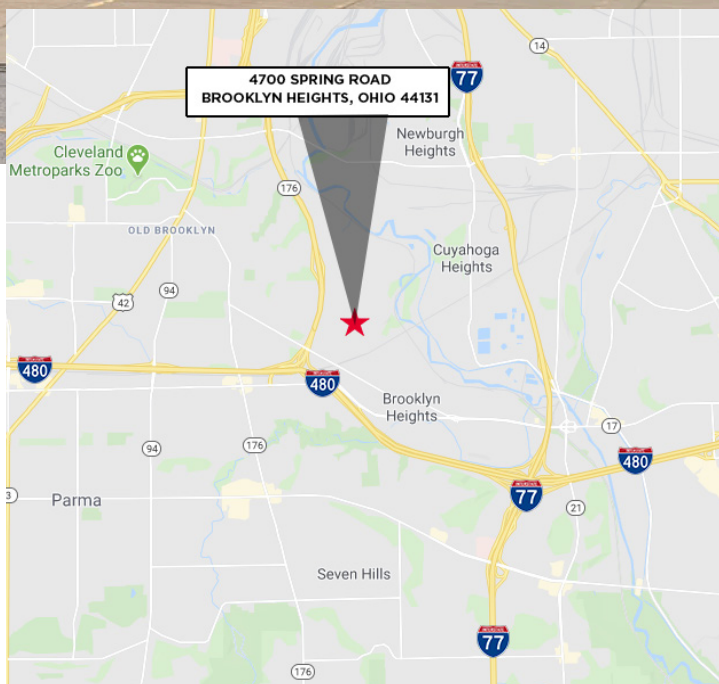 14
4700 SPRING ROAD
BROOKLYN HEIGHTS, OHIO 44131
77
Newburgh
Heights
Cleveland
Metroparks Zoo
176
OLD BROOKLYN
Cuyahoga
Heights
94
42
480
480
Brooklyn
Heights
17
94
176
480
3
Parma
77
21
Seven Hills
77
176